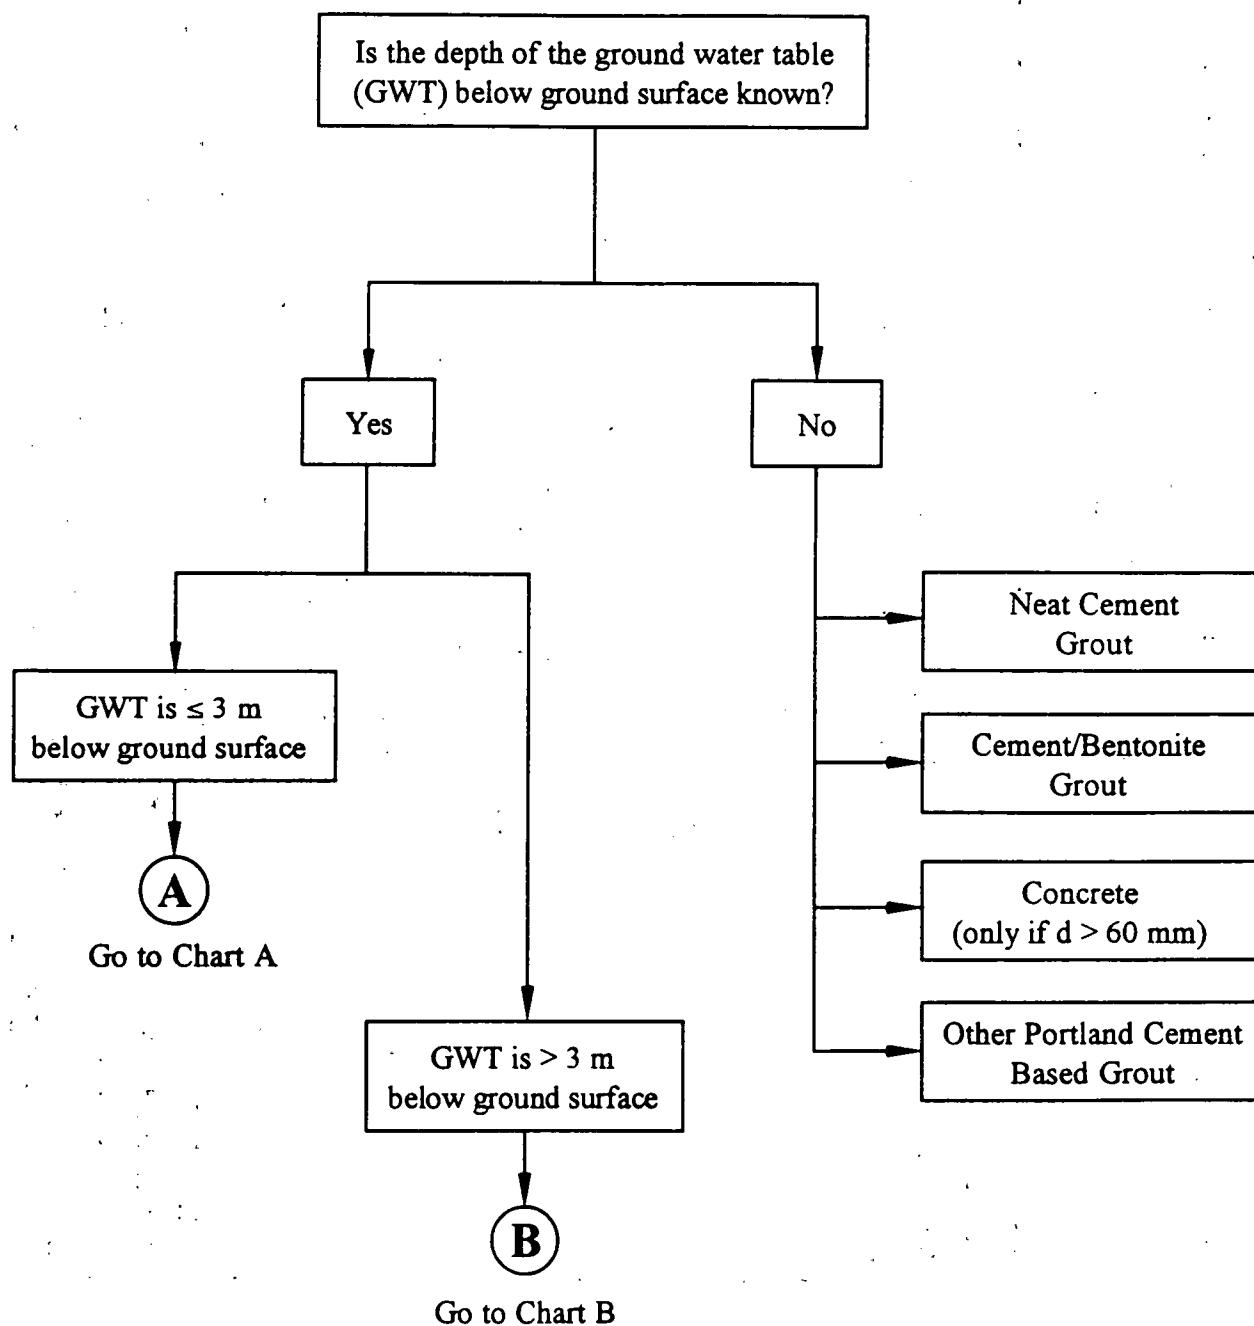 Is the depth of the ground water table
(GWT) below ground surface known?
Yes
No
GWT is ≤ 3 m
below ground surface
A
Go to Chart A
GWT is > 3 m
below ground surface
B
Go to Chart B
Neat Cement
Grout
Cement/Bentonite
Grout
Concrete
(only if d > 60 mm)
Other Portland Cement
Based Grout